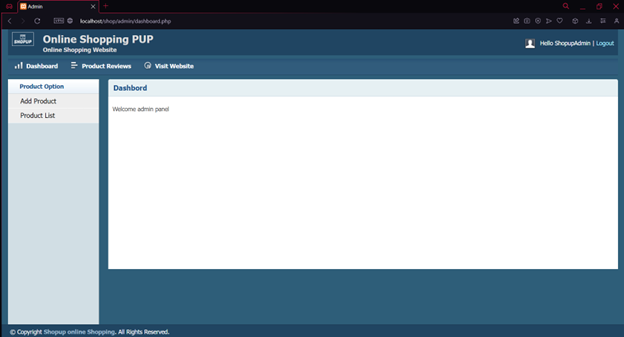 Admin
VPN
localhost/shop/admin/dashboard.php
SHOPUP
Online Shopping PUP
Online Shopping Website
Hello ShopupAdmin | Logout
Dashboard
Product Reviews
Visit Website
Product Option
Add Product
Product List
Dashbord
Welcome admin panel
© Copyright Shopup online Shopping. All Rights Reserved.